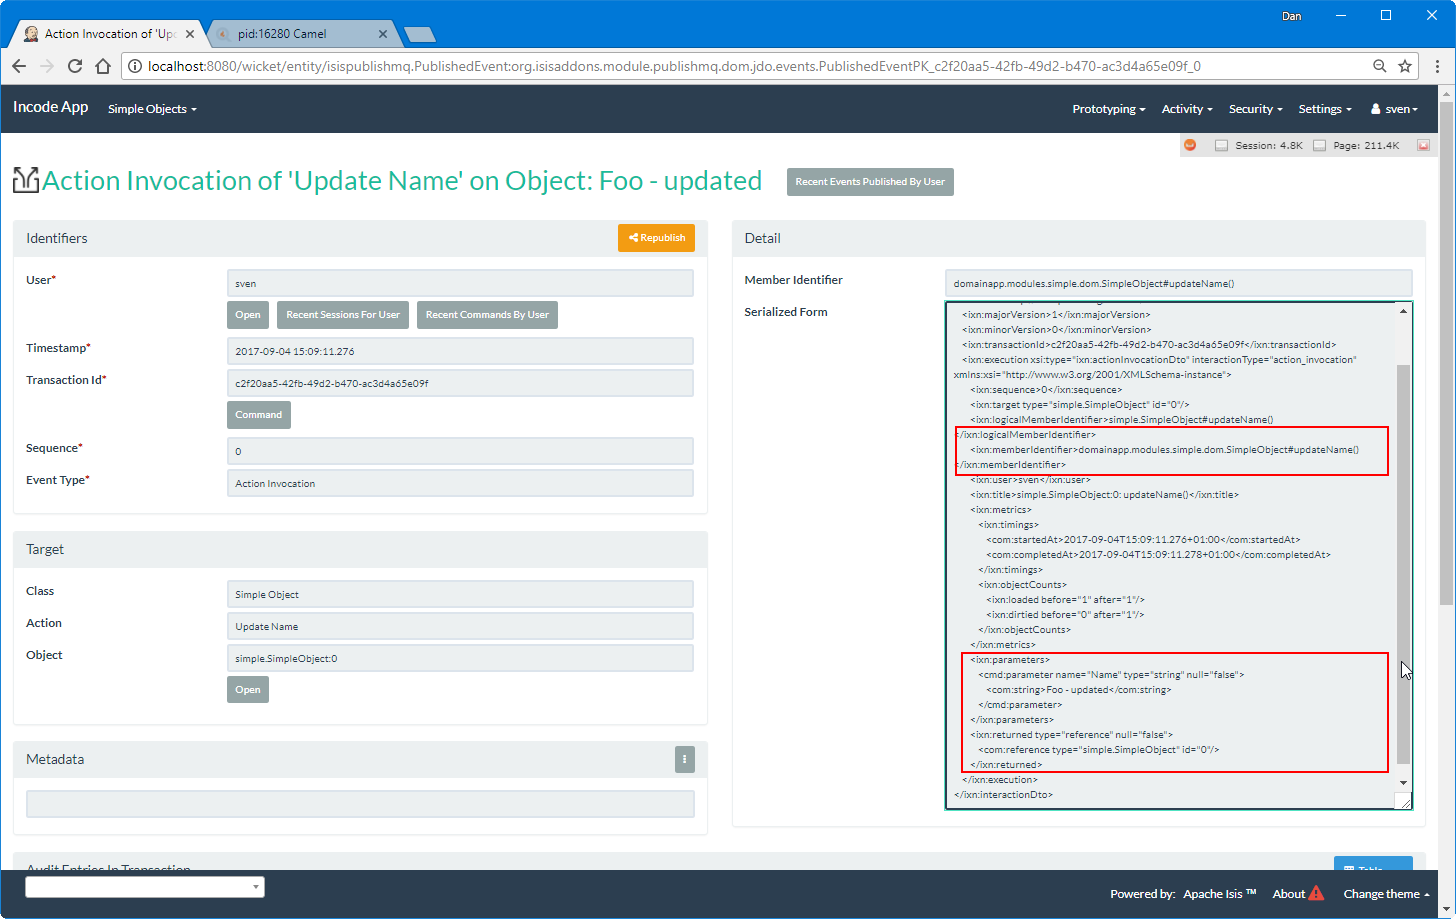 Dan
Action Invocation of 'Upd
pid:16280 Camel
localhost:8080/wicket/entity/isispublishmq.PublishedEvent:org.isisaddons.module.publishmq.dom.jdo.events.PublishedEventPK_c2f20aa5-42fb-49d2-b470-ac3d4a65e09f_0
Incode App Simple Objects Prototyping Activity Security Settings sven
Session: 4.8K Page: 211.4K
Action Invocation of 'Update Name' on Object: Foo - updated
Recent Events Published By User
Identifiers
Republish
User*
sven
Open Recent Sessions For User Recent Commands By User
Timestamp*
2017-09-04 15:09:11.276
Transaction Id*
c2f20aa5-42fb-49d2-b470-ac3d4a65e09f
Command
Sequence*
0
Event Type*
Action Invocation
Target
Class
Simple Object
Action
Update Name
Object
simple.SimpleObject:0
Open
Metadata
Detail
Member Identifier
domainapp.modules.simple.dom.SimpleObject#updateName()
Serialized Form
<ixn:majorVersion>1</ixn:majorVersion>
<ixn:minorVersion>0</ixn:minorVersion>
<ixn:transactionId>c2f20aa5-42fb-49d2-b470-ac3d4a65e09f</ixn:transactionId>
<ixn:execution xsi:type="ixn:actionInvocationDto" interactionType="action_invocation"
xmlns:xsi="http://www.w3.org/2001/XMLSchema-instance">
<ixn:sequence>0</ixn:sequence>
<ixn:target type="simple.SimpleObject" id="0"/>
<ixn:logicalMemberIdentifier>simple.SimpleObject#updateName()
</ixn:logicalMemberIdentifier>
<ixn:memberIdentifier>domainapp.modules.simple.dom.SimpleObject#updateName()
</ixn:memberIdentifier>
<ixn:user>sven</ixn:user>
<ixn:title>simple.SimpleObject:0: updateName()</ixn:title>
<ixn:metrics>
<ixn:timings>
<com:startedAt>2017-09-04T15:09:11.276+01:00</com:startedAt>
<com:completedAt>2017-09-04T15:09:11.278+01:00</com:completedAt>
</ixn:timings>
<ixn:objectCounts>
<ixn:loaded before="1" after="1"/>
<ixn:dirtied before="0" after="1"/>
</ixn:objectCounts>
</ixn:metrics>
<ixn:parameters>
<cmd:parameter name="Name" type="string" null="false">
<com:string>Foo - updated</com:string>
</cmd:parameter>
</ixn:parameters>
<ixn:returned type="reference" null="false">
<com:reference type="simple.SimpleObject" id="0"/>
</ixn:returned>
</ixn:execution>
</ixn:interactionDto>
Audit Entries In Transaction
Table
Powered by: Apache Isis ™ About Change theme